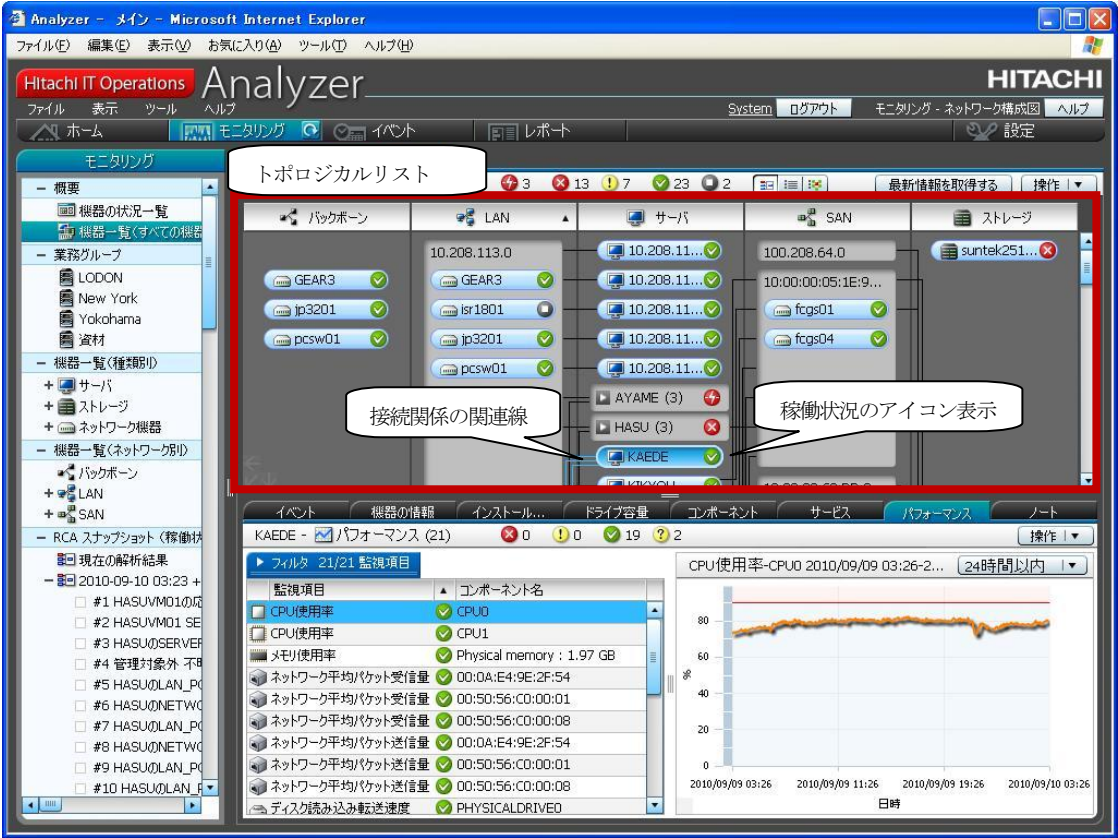 Analyzer - メイン - Microsoft Internet Explorer
ファイル(F) 編集(E) 表示(V) お気に入り(A) ツール(T) ヘルプ(H)
Hitachi IT Operations Analyzer
HITACHI
ファイル 表示 ツール ヘルプ
System ログアウト モニタリング - ネットワーク構成図 ヘルプ
ホーム モニタリング イベント レポート 設定
モニタリング
トポロジカルリスト
3 13 7 23 2 最新情報を取得する 操作
概要
機器の状況一覧
機器一覧(すべての機器
業務グループ
LODON
New York
Yokohama
資材
機器一覧(種類別)
サーバ
ストレージ
ネットワーク機器
機器一覧(ネットワーク別)
バックボーン
LAN
SAN
RCA スナップショット (稼働状
現在の解析結果
2010-09-10 03:23 +
#1 HASUVM01の応
#2 HASUVM01 SE
#3 HASUのSERVER
#4 管理対象外 不明
#5 HASUのLAN_PO
#6 HASUのNETWO
#7 HASUのLAN_PO
#8 HASUのNETWO
#9 HASUのLAN_PO
#10 HASUのLAN_P
バックボーン LAN サーバ SAN ストレージ
GEAR3
jp3201
pcsw01
10.208.113.0
GEAR3
isr1801
jp3201
pcsw01
10.208.11...
10.208.11...
10.208.11...
10.208.11...
10.208.11...
AYAME (3)
HASU (3)
KAEDE
KIKYOU
100.208.64.0
10:00:00:05:1E:9...
fcgs01
fcgs04
suntek251...
接続関係の関連線
稼働状況のアイコン表示
イベント 機器の情報 インストール... ドライブ容量 コンポーネント サービス パフォーマンス ノート
KAEDE - パフォーマンス (21) 0 0 19 2 操作
フィルタ 21/21 監視項目
監視項目 コンポーネント名
CPU使用率 CPU0
CPU使用率 CPU1
メモリ使用率 Physical memory : 1.97 GB
ネットワーク平均パケット受信量 00:0A:E4:9E:2F:54
ネットワーク平均パケット受信量 00:50:56:C0:00:01
ネットワーク平均パケット受信量 00:50:56:C0:00:08
ネットワーク平均パケット送信量 00:0A:E4:9E:2F:54
ネットワーク平均パケット送信量 00:50:56:C0:00:01
ネットワーク平均パケット送信量 00:50:56:C0:00:08
ディスク読み込み転送速度 PHYSICALDRIVE0
CPU使用率-CPU0 2010/09/09 03:26-2... 24時間以内
80
60
%
40
20
0
2010/09/09 03:26 2010/09/09 11:26 2010/09/09 19:26 2010/09/10 03:26
日時